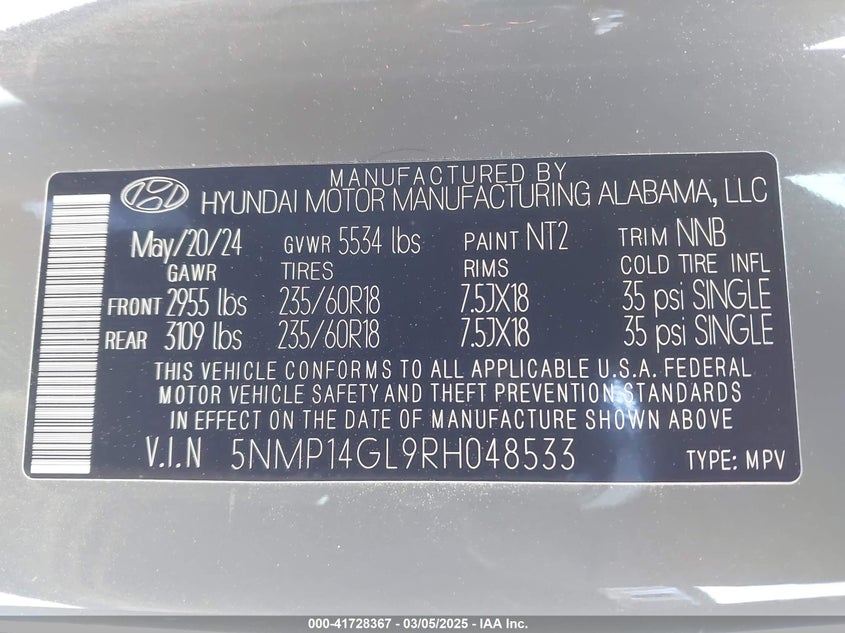 MANUFACTURED BY
HYUNDAI MOTOR MANUFACTURING ALABAMA, LLC
May/20/24 GVWR 5534 lbs PAINT NT2 TRIM NNB
GAWR TIRES RIMS COLD TIRE INFL
FRONT 2955 lbs 235/60R18 7.5JX18 35 psi SINGLE
REAR 3109 lbs 235/60R18 7.5JX18 35 psi SINGLE
THIS VEHICLE CONFORMS TO ALL APPLICABLE U.S.A. FEDERAL
MOTOR VEHICLE SAFETY AND THEFT PREVENTION STANDARDS
IN EFFECT ON THE DATE OF MANUFACTURE SHOWN ABOVE
V.I.N 5NMP14GL9RH048533 TYPE: MPV
000-41728367 - 03/05/2025 - IAA Inc.